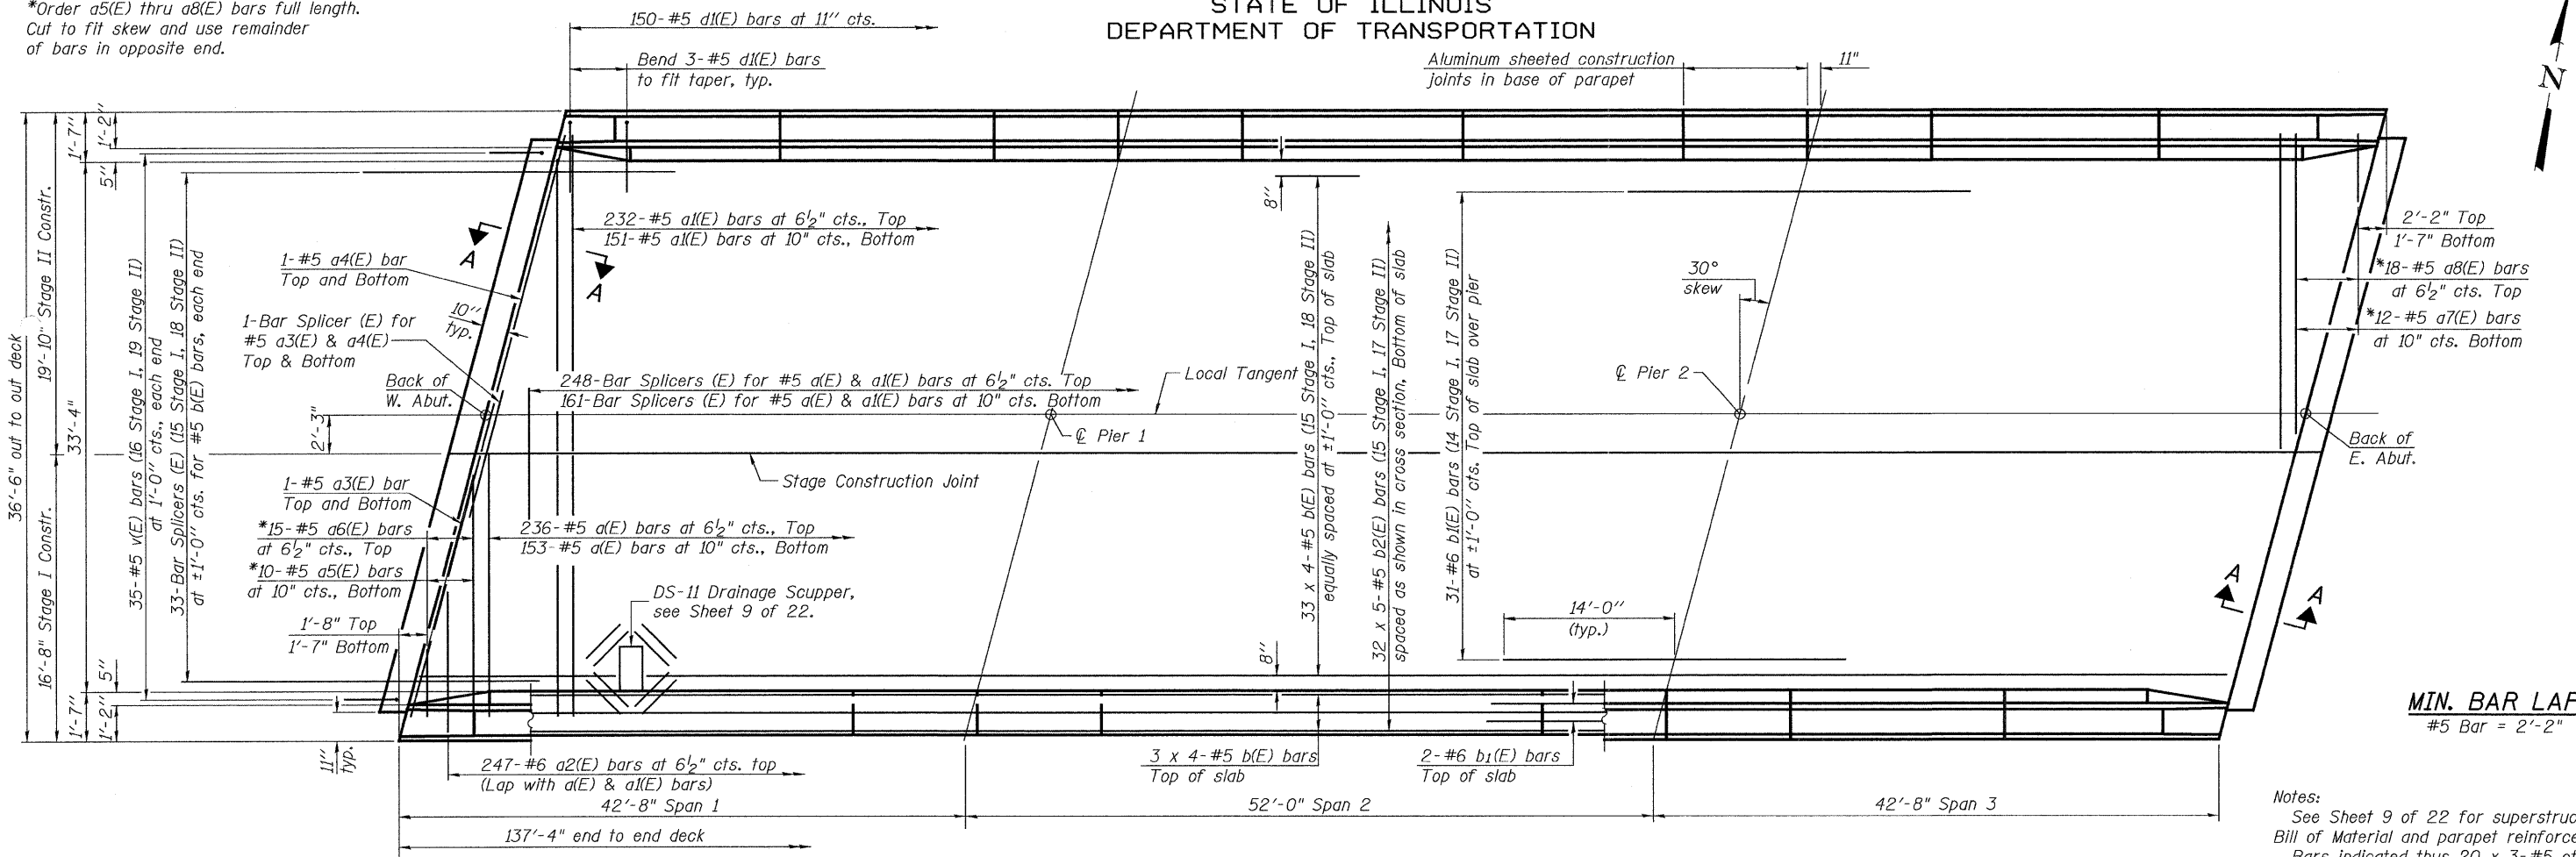 *Order a5(E) thru a8(E) bars full length.
Cut to fit skew and use remainder
of bars in opposite end.
STATE OF ILLINOIS
DEPARTMENT OF TRANSPORTATION
150-#5 d1(E) bars at 11" cts.
Bend 3-#5 d1(E) bars
to fit taper, typ.
Aluminum sheeted construction
joints in base of parapet
11"
N
1'-7"
1'-2"
5"
36'-6" out to out deck
19'-10" Stage II Constr.
16'-8" Stage I Constr.
33'-4"
35-#5 v(E) bars (16 Stage I, 19 Stage II)
at 1'-0" cts., each end
33-Bar Splicers (E) (15 Stage I, 18 Stage II)
at ±1'-0" cts. for #5 b(E) bars, each end
A
A
232-#5 a1(E) bars at 6½" cts., Top
151-#5 a1(E) bars at 10" cts., Bottom
1-#5 a4(E) bar
Top and Bottom
10"
typ.
1-Bar Splicer (E) for
#5 a3(E) & a4(E)
Top & Bottom
Back of
W. Abut.
248-Bar Splicers (E) for #5 a(E) & a1(E) bars at 6½" cts. Top
161-Bar Splicers (E) for #5 a(E) & a1(E) bars at 10" cts. Bottom
Local Tangent
2'-3"
℄ Pier 1
Stage Construction Joint
8"
33 x 4-#5 b(E) bars (15 Stage I, 18 Stage II)
equally spaced at ±1'-0" cts., Top of slab
32 x 5-#5 b2(E) bars (15 Stage I, 17 Stage II)
spaced as shown in cross section, Bottom of slab
31-#6 b1(E) bars (14 Stage I, 17 Stage II)
at ±1'-0" cts. Top of slab over pier
30°
skew
℄ Pier 2
2'-2" Top
1'-7" Bottom
*18-#5 a8(E) bars
at 6½" cts. Top
*12-#5 a7(E) bars
at 10" cts. Bottom
Back of
E. Abut.
1-#5 a3(E) bar
Top and Bottom
*15-#5 a6(E) bars
at 6½" cts., Top
*10-#5 a5(E) bars
at 10" cts., Bottom
236-#5 a(E) bars at 6½" cts., Top
153-#5 a(E) bars at 10" cts., Bottom
DS-11 Drainage Scupper,
see Sheet 9 of 22.
1'-8" Top
1'-7" Bottom
14'-0"
(typ.)
A
A
8"
5"
1'-7"
1'-2"
11"
typ.
247-#6 a2(E) bars at 6½" cts. top
(Lap with a(E) & a1(E) bars)
3 x 4-#5 b(E) bars
Top of slab
2-#6 b1(E) bars
Top of slab
MIN. BAR LAP
#5 Bar = 2'-2"
42'-8" Span 1
52'-0" Span 2
42'-8" Span 3
137'-4" end to end deck
Notes:
See Sheet 9 of 22 for
Bill of Material and parapet
Bars indicated thus 20 x 3-#5